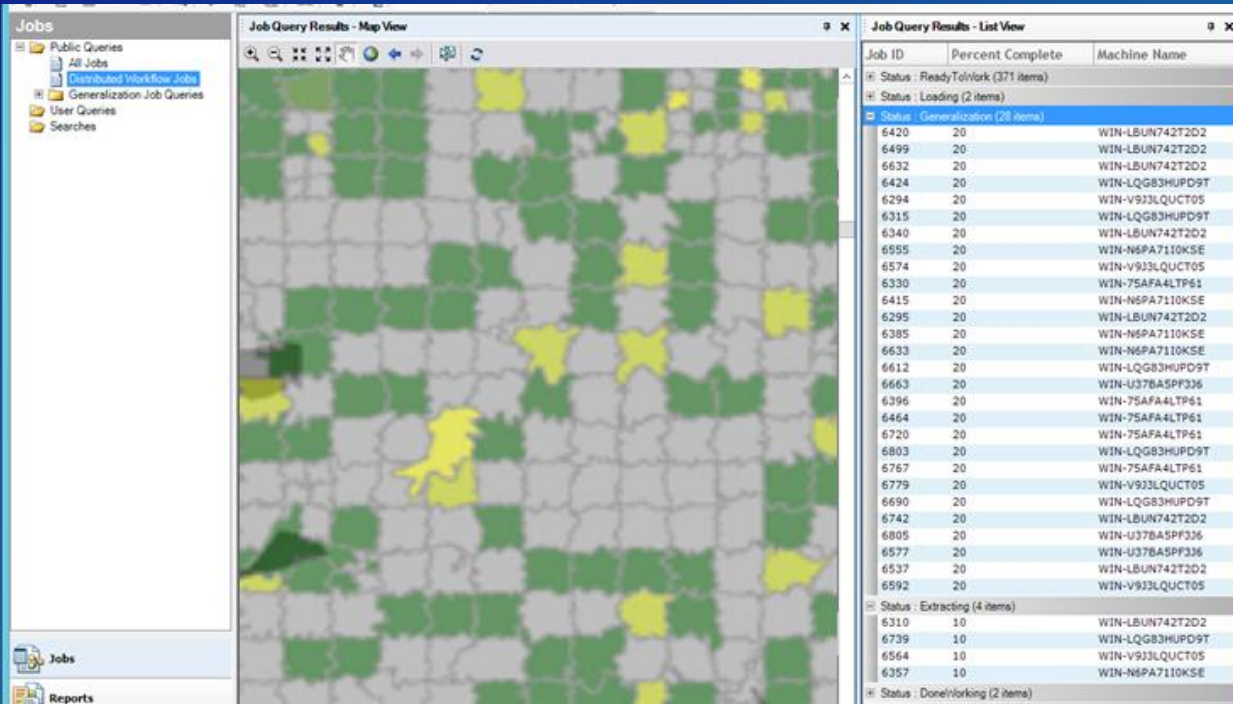 Jobs
Public Queries
All Jobs
Distributed Workflow Jobs
Generalization Job Queries
User Queries
Searches
Jobs
Reports
Job Query Results - Map View
Job Query Results - List View
Job ID Percent Complete Machine Name
Status : ReadyToWork (371 items)
Status : Loading (2 items)
Status : Generalization (28 items)
6420 20 WIN-LBUN742T2D2
6499 20 WIN-LBUN742T2D2
6632 20 WIN-LBUN742T2D2
6424 20 WIN-LQG83HUPD9T
6294 20 WIN-V9J3LQUCT05
6315 20 WIN-LQG83HUPD9T
6340 20 WIN-LBUN742T2D2
6555 20 WIN-N6PA71I0KSE
6574 20 WIN-V9J3LQUCT05
6330 20 WIN-75AFA4LTP61
6415 20 WIN-N6PA71I0KSE
6295 20 WIN-LBUN742T2D2
6385 20 WIN-N6PA71I0KSE
6633 20 WIN-N6PA71I0KSE
6612 20 WIN-LQG83HUPD9T
6663 20 WIN-U37BA5PF3J6
6396 20 WIN-75AFA4LTP61
6464 20 WIN-75AFA4LTP61
6720 20 WIN-75AFA4LTP61
6803 20 WIN-LQG83HUPD9T
6767 20 WIN-75AFA4LTP61
6779 20 WIN-V9J3LQUCT05
6690 20 WIN-LQG83HUPD9T
6742 20 WIN-LBUN742T2D2
6805 20 WIN-U37BA5PF3J6
6577 20 WIN-U37BA5PF3J6
6537 20 WIN-LBUN742T2D2
6592 20 WIN-V9J3LQUCT05
Status : Extracting (4 items)
6310 10 WIN-LBUN742T2D2
6739 10 WIN-LQG83HUPD9T
6564 10 WIN-V9J3LQUCT05
6357 10 WIN-N6PA71I0KSE
Status : DoneWorking (2 items)